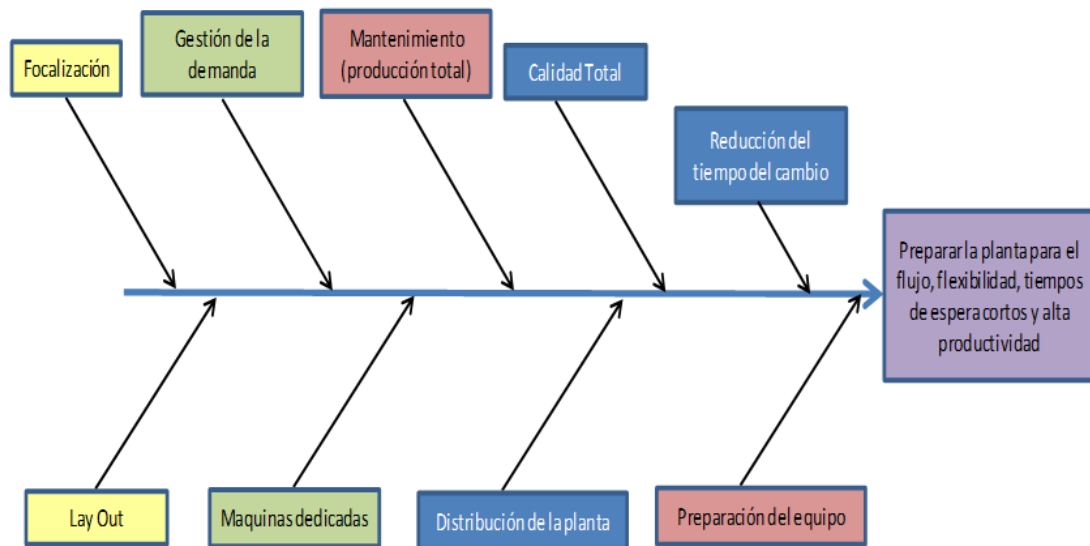 Focalización
Gestión de la
demanda
Mantenimiento
(producción total)
Calidad Total
Reducción del
tiempo del cambio
Preparar la planta para el
flujo, flexibilidad, tiempos
de espera cortos y alta
productividad
Lay Out
Maquinas dedicadas
Distribución de la planta
Preparación del equipo